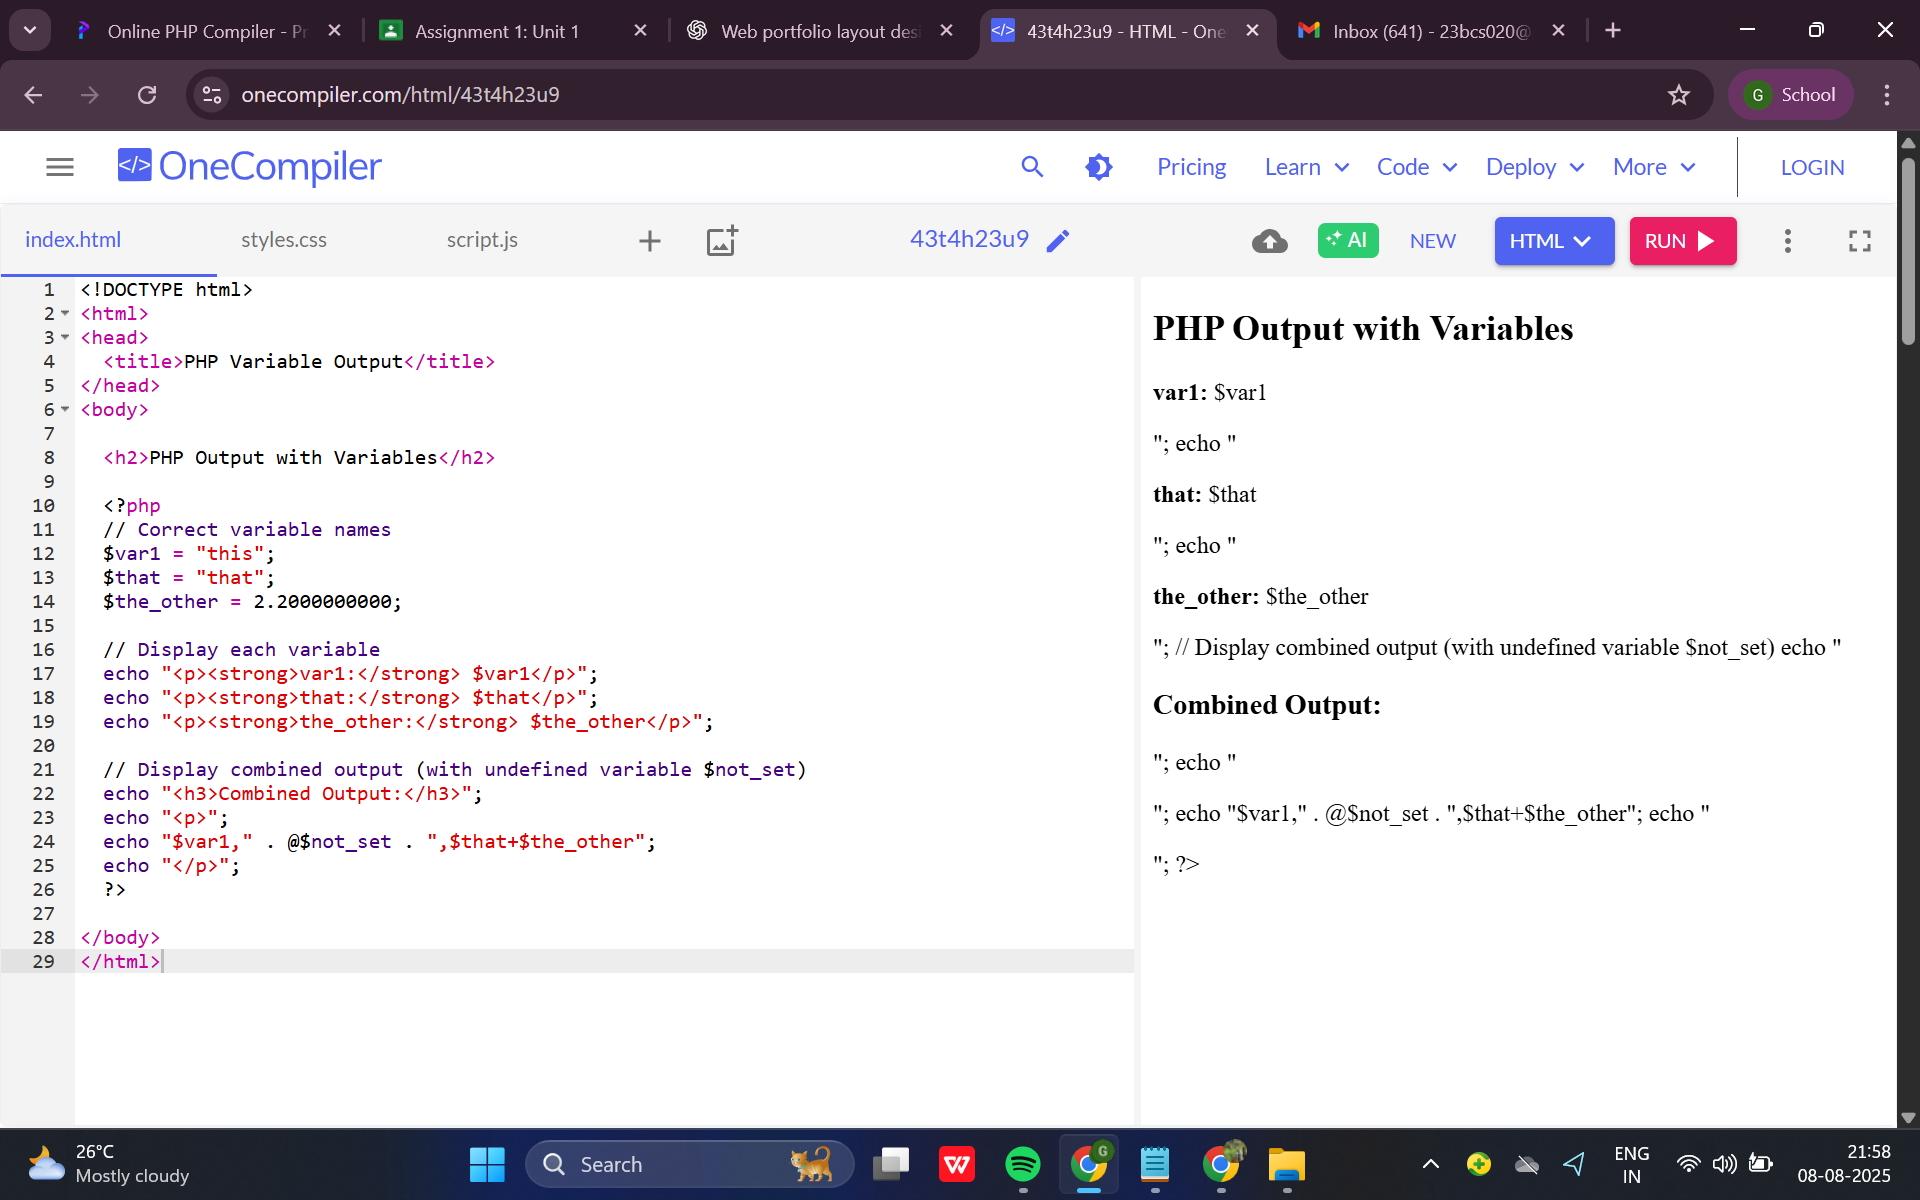 Online PHP Compiler - Pr
Assignment 1: Unit 1
Web portfolio layout desi
43t4h23u9 - HTML - One
Inbox (641) - 23bcs020@
onecompiler.com/html/43t4h23u9
G School
</> OneCompiler
Pricing Learn Code Deploy More LOGIN
index.html styles.css script.js 43t4h23u9 AI NEW HTML RUN
1 <!DOCTYPE html>
2 <html>
3 <head>
4   <title>PHP Variable Output</title>
5 </head>
6 <body>
7
8   <h2>PHP Output with Variables</h2>
9
10   <?php
11   // Correct variable names
12   $var1 = "this";
13   $that = "that";
14   $the_other = 2.2000000000;
15
16   // Display each variable
17   echo "<p><strong>var1:</strong> $var1</p>";
18   echo "<p><strong>that:</strong> $that</p>";
19   echo "<p><strong>the_other:</strong> $the_other</p>";
20
21   // Display combined output (with undefined variable $not_set)
22   echo "<h3>Combined Output:</h3>";
23   echo "<p>";
24   echo "$var1," . @$not_set . ",$that+$the_other";
25   echo "</p>";
26   ?>
27
28 </body>
29 </html>
PHP Output with Variables
var1: $var1
"; echo "
that: $that
"; echo "
the_other: $the_other
"; // Display combined output (with undefined variable $not_set) echo "
Combined Output:
"; echo "
"; echo "$var1," . @$not_set . ",$that+$the_other"; echo "
"; ?>
26°C
Mostly cloudy
Search
G
ENG
IN
21:58
08-08-2025